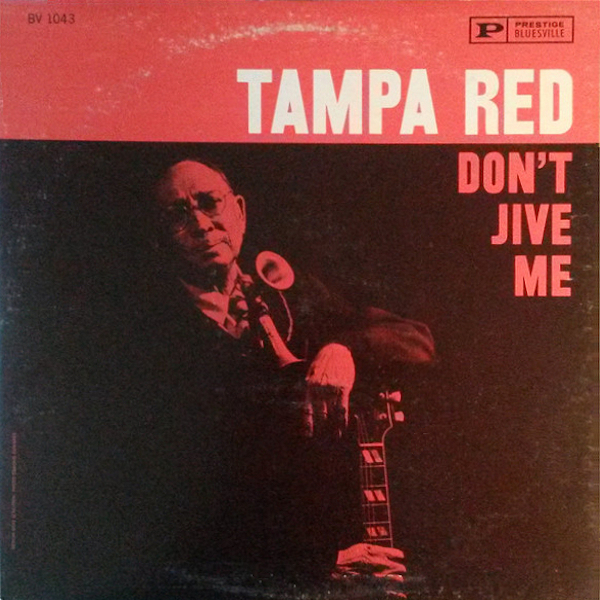 BV 1043
P PRESTIGE
BLUESVILLE
TAMPA RED
DON'T
JIVE
ME